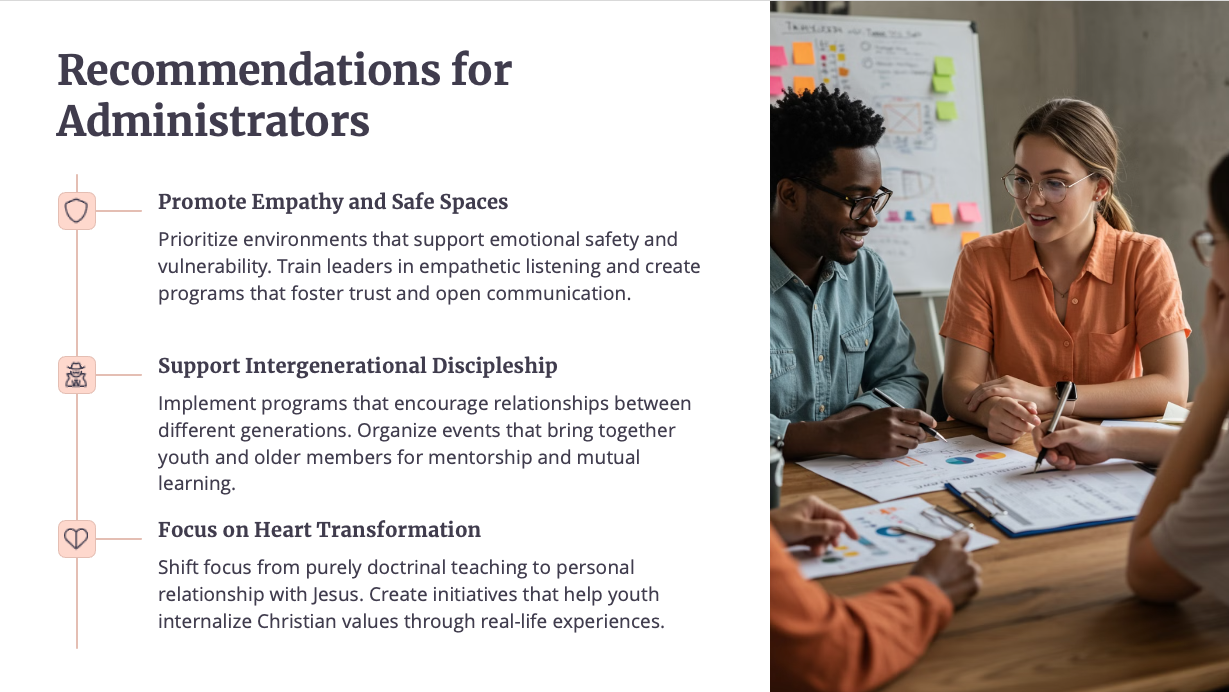 Recommendations for
Administrators
Promote Empathy and Safe Spaces
Prioritize environments that support emotional safety and
vulnerability. Train leaders in empathetic listening and create
programs that foster trust and open communication.
Support Intergenerational Discipleship
Implement programs that encourage relationships between
different generations. Organize events that bring together
youth and older members for mentorship and mutual
learning.
Focus on Heart Transformation
Shift focus from purely doctrinal teaching to personal
relationship with Jesus. Create initiatives that help youth
internalize Christian values through real-life experiences.